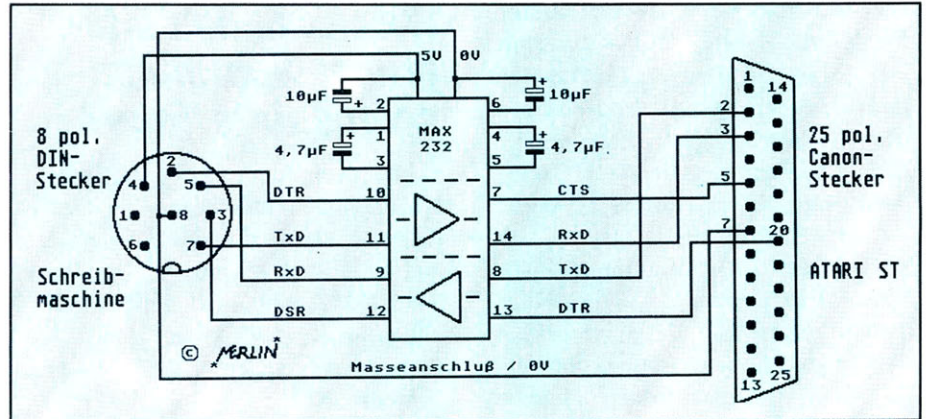 5V 0V
10µF + 2 6 + 10µF
1 MAX 4
232
4,7µF + 3 5 + 4,7µF.
8 pol.
DIN-
Stecker
2
4 5
1 8 3
6 7
Schreib-
maschine
DTR 10 7 CTS
TxD 11 14 RxD
RxD 9 8 TxD
DSR 12 13 DTR
© *MERLIN*
Masseanschluß / 0V
1 14
2
3
5
7 20
13 25
25 pol.
Canon-
Stecker
ATARI ST